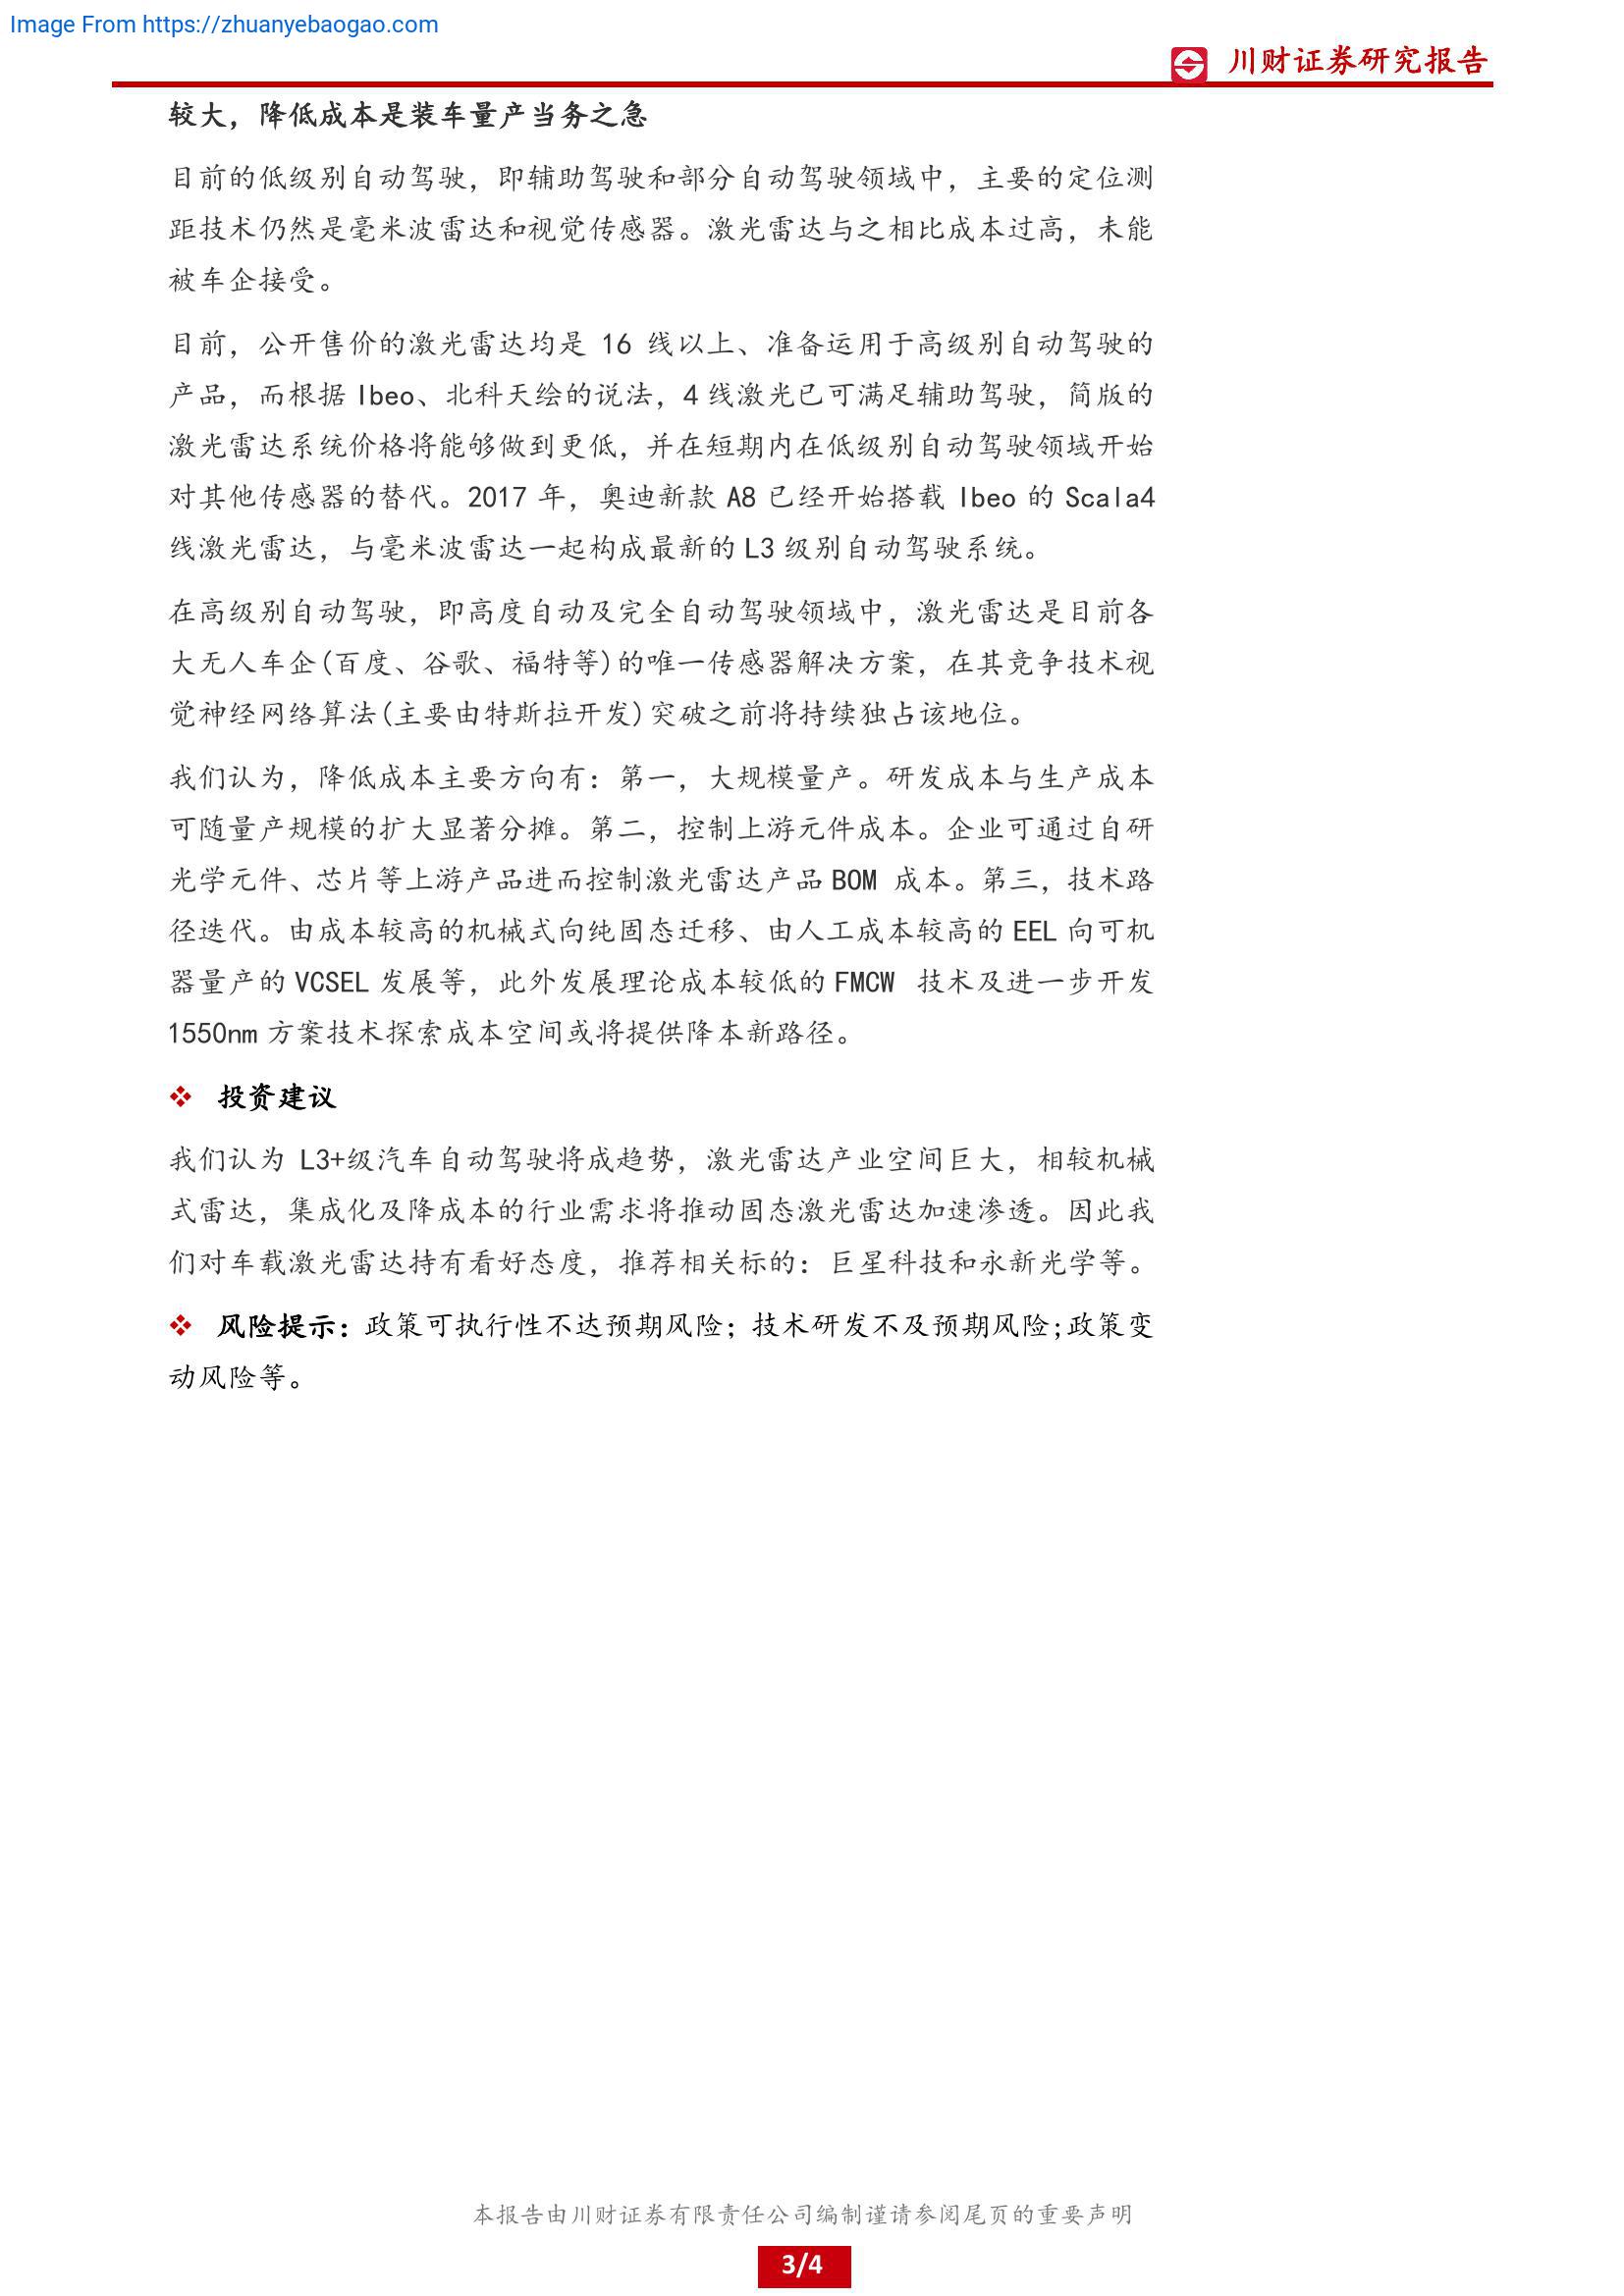 Image From https://zhuanyebaogao.com
川财证券研究报告
较大，降低成本是装车量产当务之急
目前的低级别自动驾驶，即辅助驾驶和部分自动驾驶领域中，主要的定位测
距技术仍然是毫米波雷达和视觉传感器。激光雷达与之相比成本过高，未能
被车企接受。
目前，公开售价的激光雷达均是 16 线以上、准备运用于高级别自动驾驶的
产品，而根据 Ibeo、北科天绘的说法，4 线激光已可满足辅助驾驶，简版的
激光雷达系统价格将能够做到更低，并在短期内在低级别自动驾驶领域开始
对其他传感器的替代。2017 年，奥迪新款 A8 已经开始搭载 Ibeo 的 Scala4
线激光雷达，与毫米波雷达一起构成最新的 L3 级别自动驾驶系统。
在高级别自动驾驶，即高度自动及完全自动驾驶领域中，激光雷达是目前各
大无人车企(百度、谷歌、福特等)的唯一传感器解决方案，在其竞争技术视
觉神经网络算法(主要由特斯拉开发)突破之前将持续独占该地位。
我们认为，降低成本主要方向有：第一，大规模量产。研发成本与生产成本
可随量产规模的扩大显著分摊。第二，控制上游元件成本。企业可通过自研
光学元件、芯片等上游产品进而控制激光雷达产品 BOM 成本。第三，技术路
径迭代。由成本较高的机械式向纯固态迁移、由人工成本较高的 EEL 向可机
器量产的 VCSEL 发展等，此外发展理论成本较低的 FMCW 技术及进一步开发
1550nm 方案技术探索成本空间或将提供降本新路径。
❖ 投资建议
我们认为 L3+级汽车自动驾驶将成趋势，激光雷达产业空间巨大，相较机械
式雷达，集成化及降成本的行业需求将推动固态激光雷达加速渗透。因此我
们对车载激光雷达持有看好态度，推荐相关标的：巨星科技和永新光学等。
❖ 风险提示：政策可执行性不达预期风险；技术研发不及预期风险;政策变
动风险等。
本报告由川财证券有限责任公司编制谨请参阅尾页的重要声明
3/4